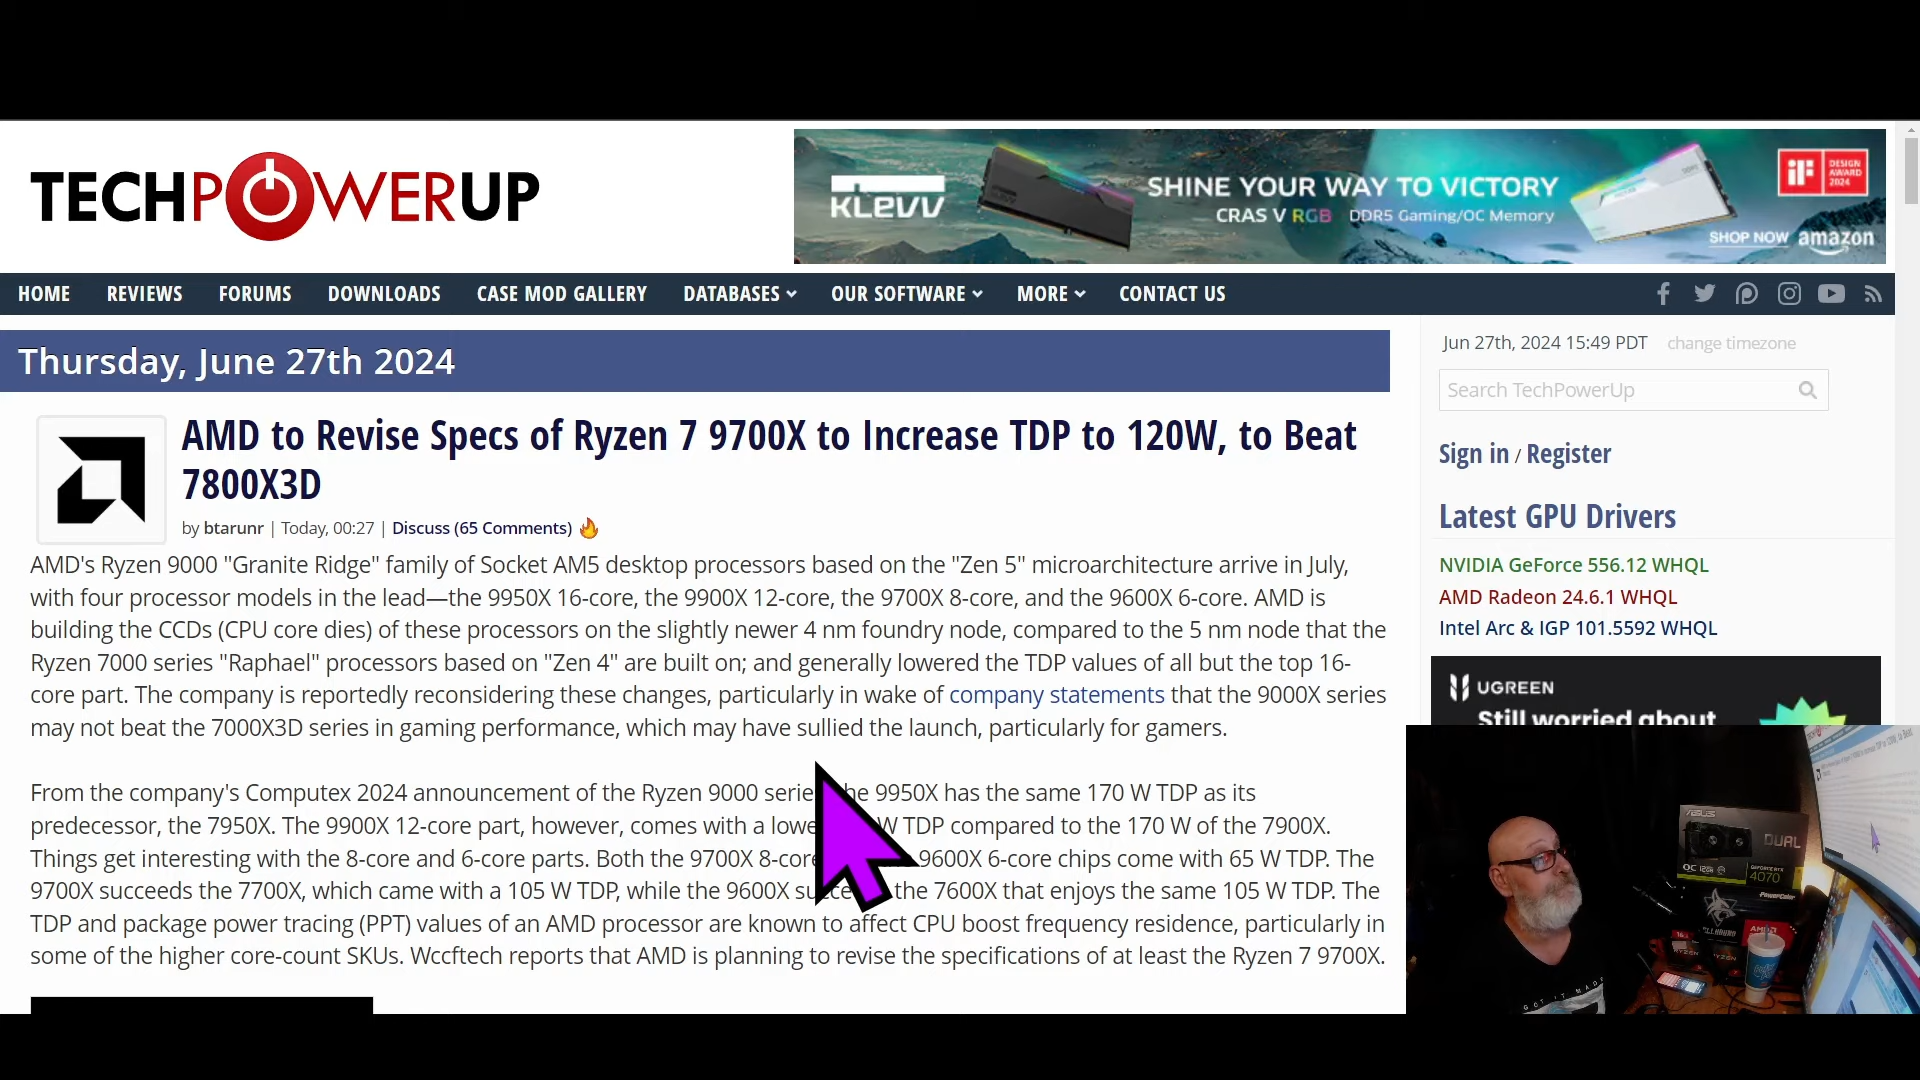 TECHPOWERUP
KLEVV
SHINE YOUR WAY TO VICTORY
CRAS V RGB DDR5 Gaming/OC Memory
iF DESIGN AWARD 2024
SHOP NOW amazon
HOME REVIEWS FORUMS DOWNLOADS CASE MOD GALLERY DATABASES OUR SOFTWARE MORE CONTACT US
Thursday, June 27th 2024
AMD to Revise Specs of Ryzen 7 9700X to Increase TDP to 120W, to Beat
7800X3D
by btarunr | Today, 00:27 | Discuss (65 Comments)
AMD's Ryzen 9000 "Granite Ridge" family of Socket AM5 desktop processors based on the "Zen 5" microarchitecture arrive in July,
with four processor models in the lead—the 9950X 16-core, the 9900X 12-core, the 9700X 8-core, and the 9600X 6-core. AMD is
building the CCDs (CPU core dies) of these processors on the slightly newer 4 nm foundry node, compared to the 5 nm node that the
Ryzen 7000 series "Raphael" processors based on "Zen 4" are built on; and generally lowered the TDP values of all but the top 16-
core part. The company is reportedly reconsidering these changes, particularly in wake of company statements that the 9000X series
may not beat the 7000X3D series in gaming performance, which may have sullied the launch, particularly for gamers.
From the company's Computex 2024 announcement of the Ryzen 9000 9950X has the same 170 W TDP as its
predecessor, the 7950X. The 9900X 12-core part, however, comes with a W TDP compared to the 170 W of the 7900X.
Things get interesting with the 8-core and 6-core parts. Both the 9700X 9600X 6-core chips come with 65 W TDP. The
9700X succeeds the 7700X, which came with a 105 W TDP, while the 9600X the 7600X that enjoys the same 105 W TDP. The
TDP and package power tracing (PPT) values of an AMD processor are known to affect CPU boost frequency residence, particularly in
some of the higher core-count SKUs. Wccftech reports that AMD is planning to revise the specifications of at least the Ryzen 7 9700X.
Jun 27th, 2024 15:49 PDT change timezone
Search TechPowerUp
Sign in / Register
Latest GPU Drivers
NVIDIA GeForce 556.12 WHQL
AMD Radeon 24.6.1 WHQL
Intel Arc & IGP 101.5592 WHQL
UGREEN
Still worried about
ASUS
DUAL
OC 12GB
4070
PowerColor
HELLHOUND
AMD
RYZEN
GOT IT MADE